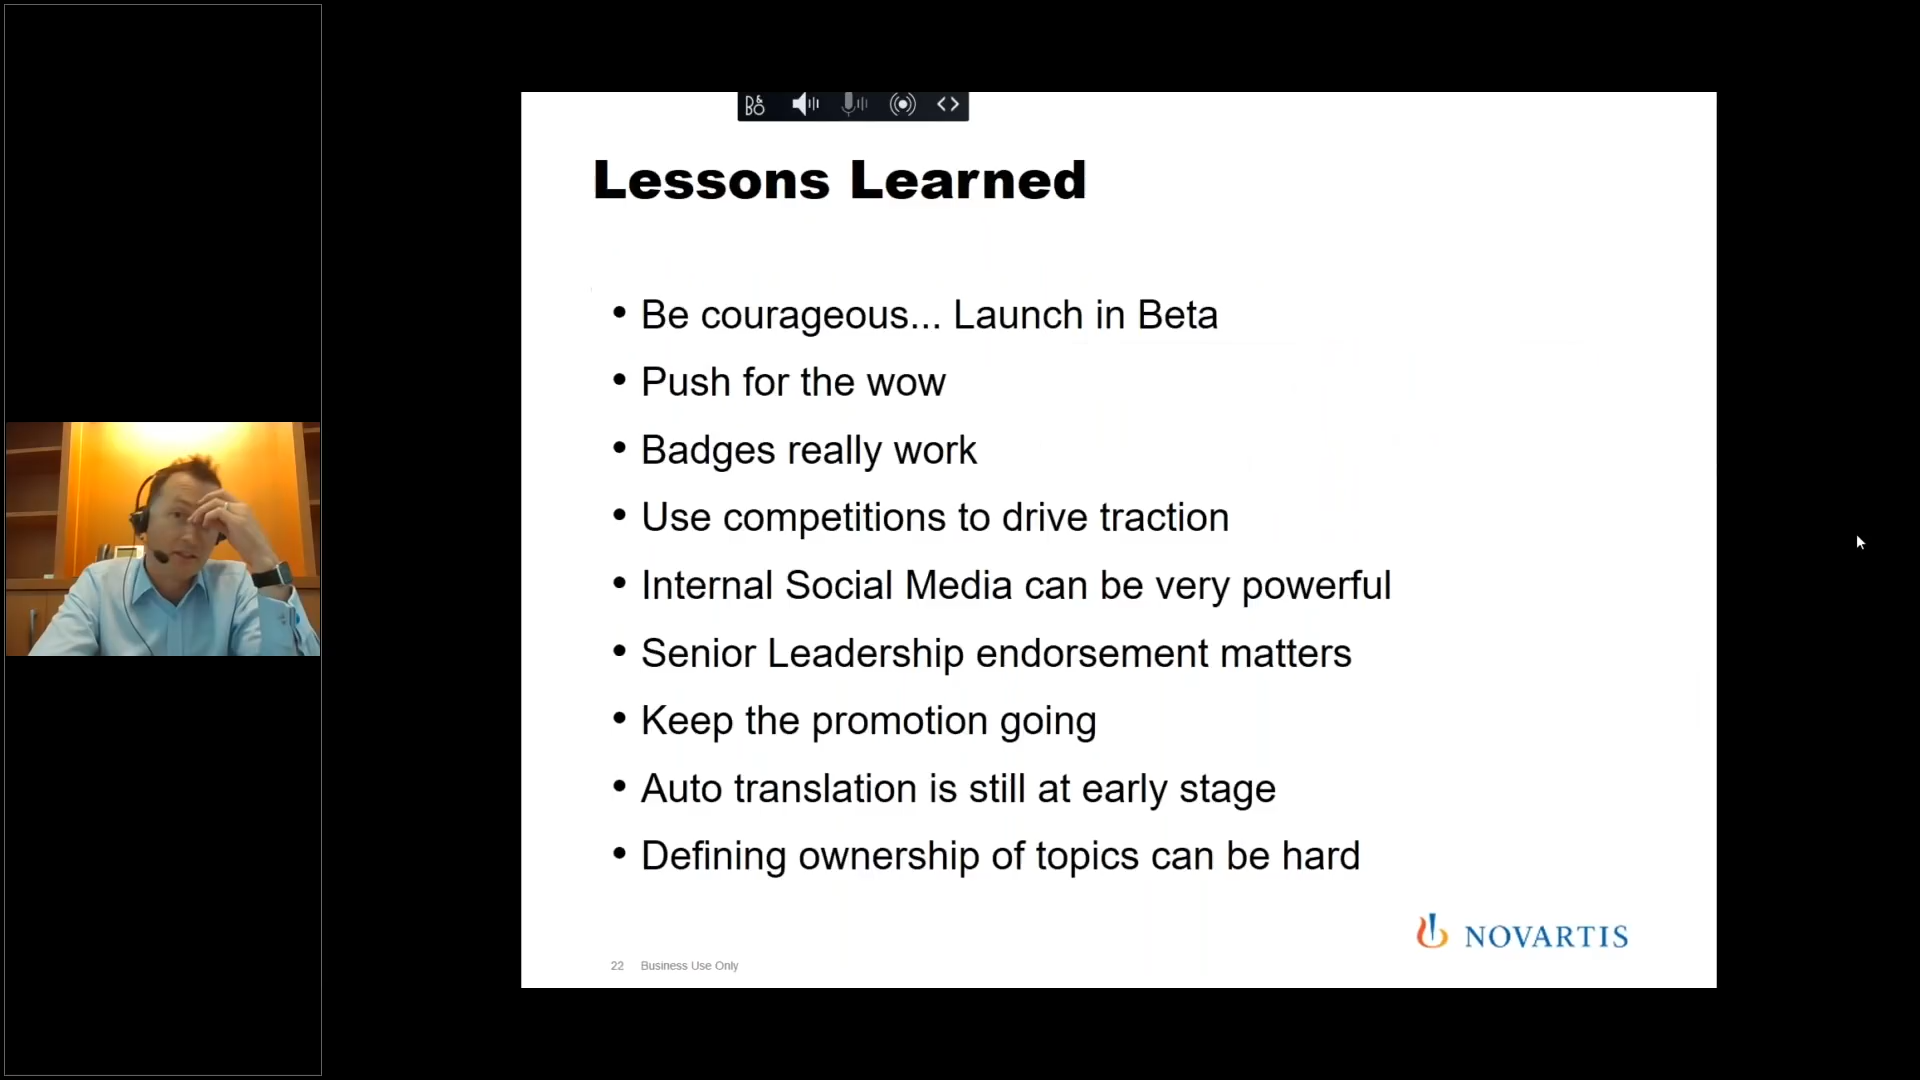 Lessons Learned
• Be courageous... Launch in Beta
• Push for the wow
• Badges really work
• Use competitions to drive traction
• Internal Social Media can be very powerful
• Senior Leadership endorsement matters
• Keep the promotion going
• Auto translation is still at early stage
• Defining ownership of topics can be hard
NOVARTIS
22 Business Use Only